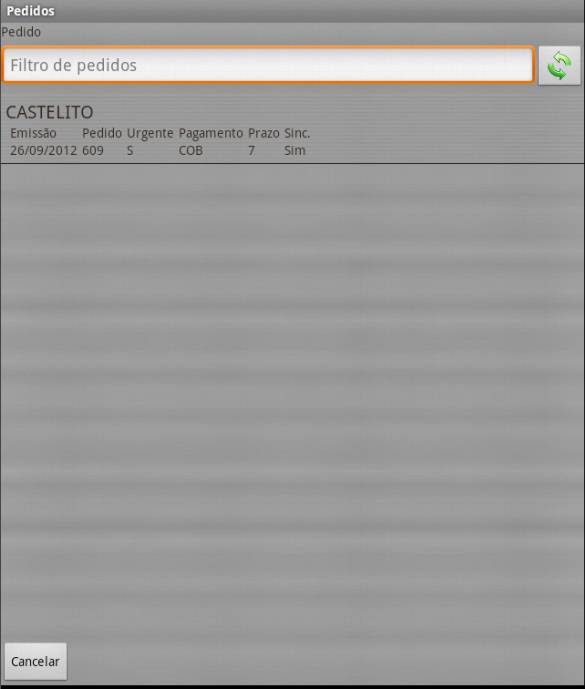 Pedidos
Pedido
Filtro de pedidos
CASTELITO
Emissão Pedido Urgente Pagamento Prazo Sinc.
26/09/2012 609 S COB 7 Sim
Cancelar